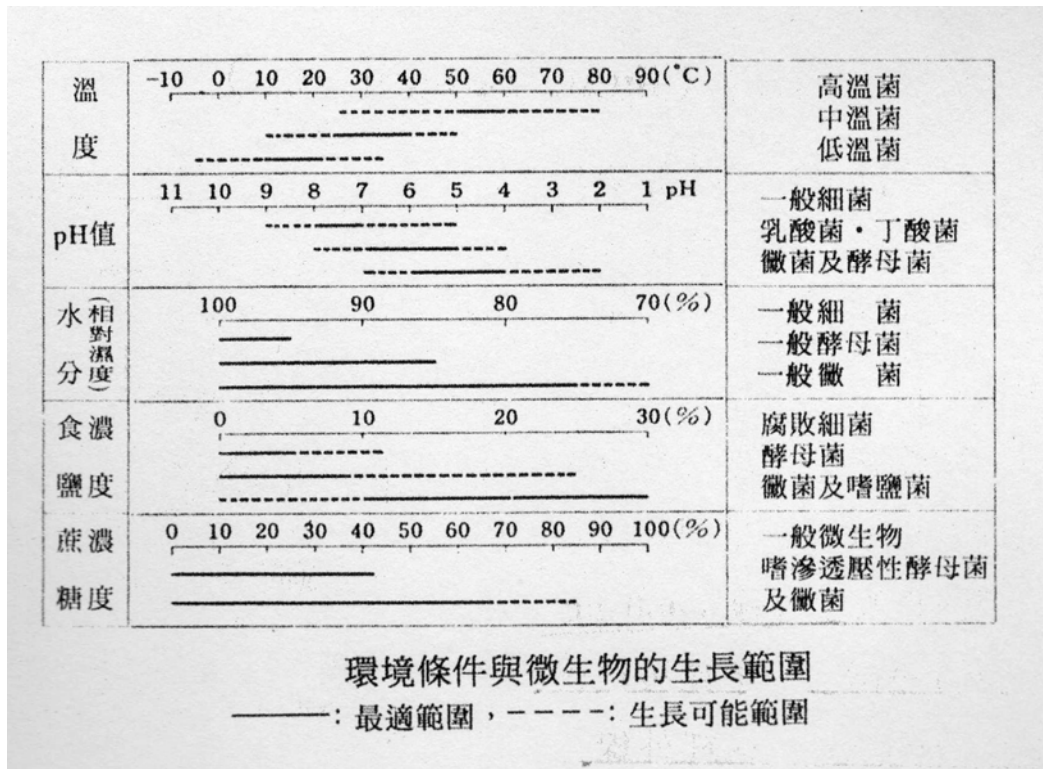 溫度
-10 0 10 20 30 40 50 60 70 80 90(°C)
高溫菌
中溫菌
低溫菌
pH值
11 10 9 8 7 6 5 4 3 2 1 pH
一般細菌
乳酸菌・丁酸菌
黴菌及酵母菌
水分(相對濕度)
100 90 80 70(%)
一般細 菌
一般酵母菌
一般黴 菌
食鹽濃度
0 10 20 30(%)
腐敗細菌
酵母菌
黴菌及嗜鹽菌
蔗糖濃度
0 10 20 30 40 50 60 70 80 90 100(%)
一般微生物
嗜滲透壓性酵母菌
及黴菌
環境條件與微生物的生長範圍
———: 最適範圍,----: 生長可能範圍